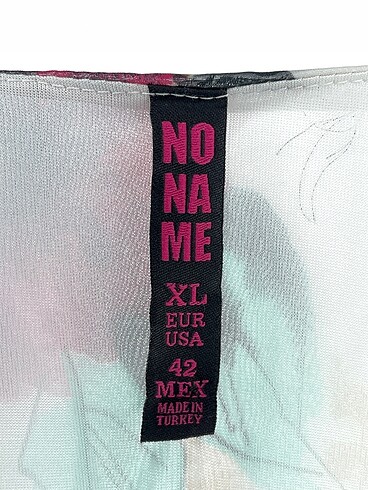 NO
NA
ME
XL
EUR
USA
42
MEX
MADE IN
TURKEY